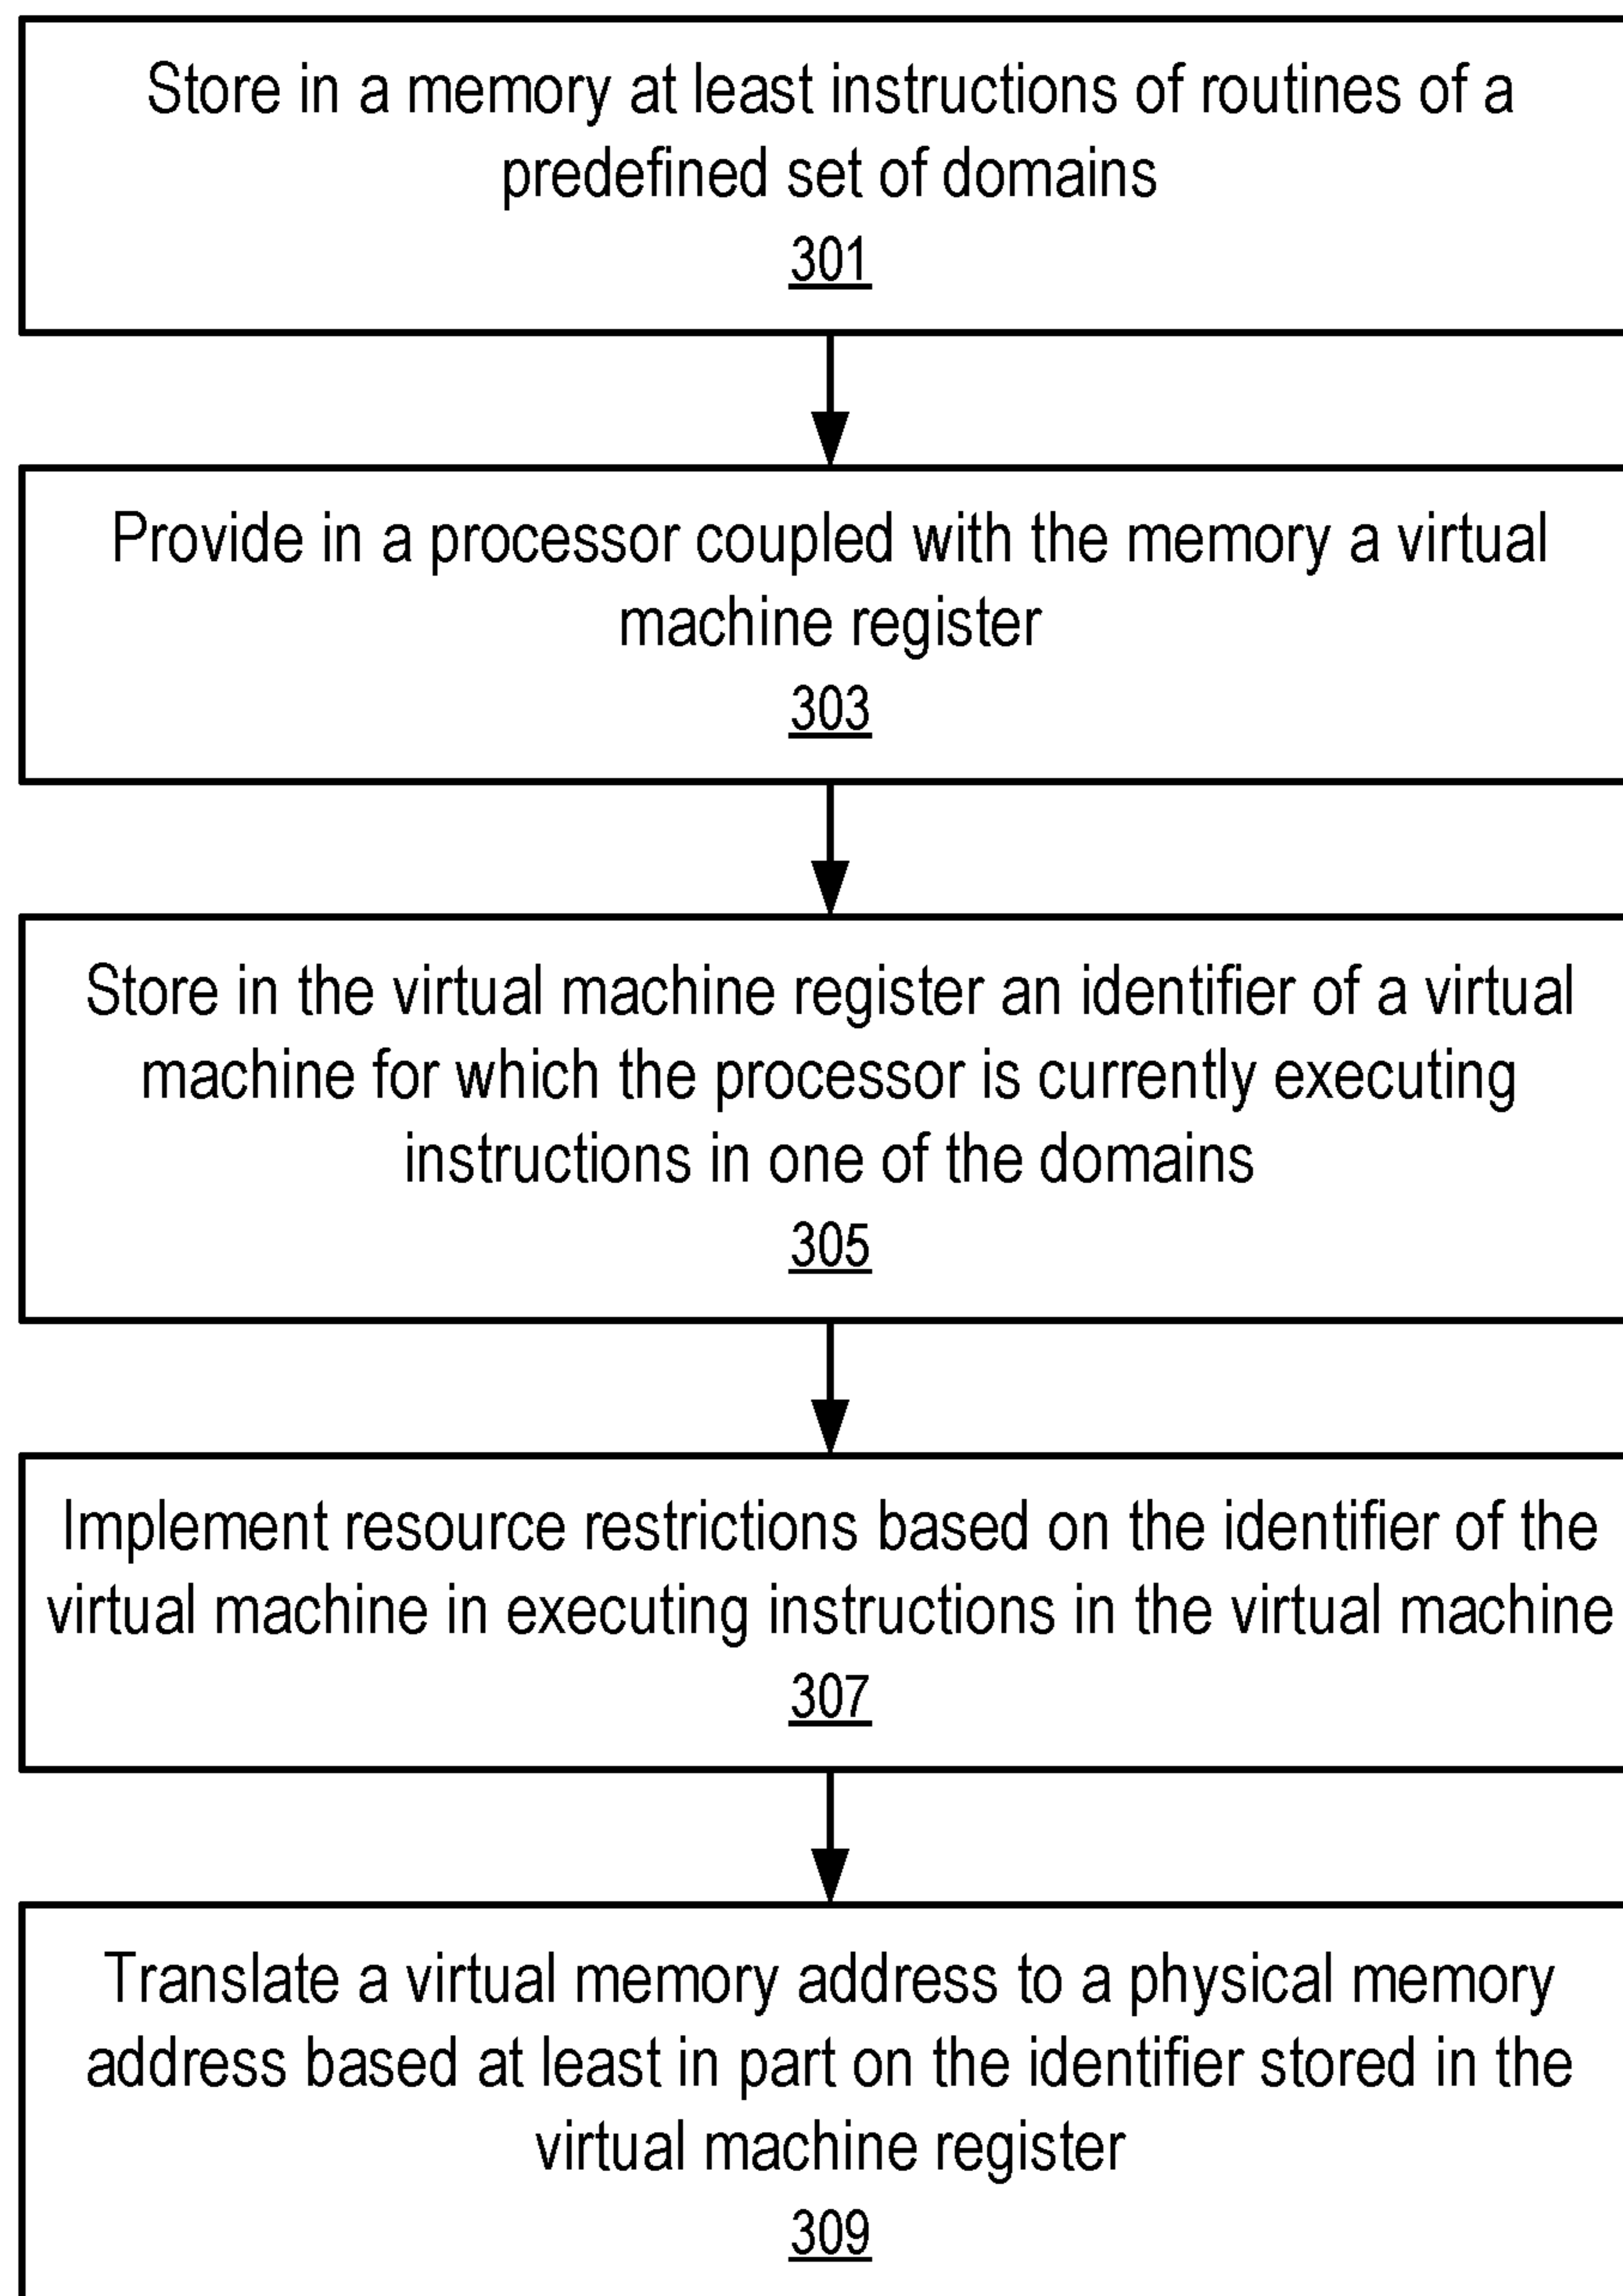 Store in a memory at least instructions of routines of a
predefined set of domains
301
Provide in a processor coupled with the memory a virtual
machine register
303
Store in the virtual machine register an identifier of a virtual
machine for which the processor is currently executing
instructions in one of the domains
305
Implement resource restrictions based on the identifier of the
virtual machine in executing instructions in the virtual machine
307
Translate a virtual memory address to a physical memory
address based at least in part on the identifier stored in the
virtual machine register
309